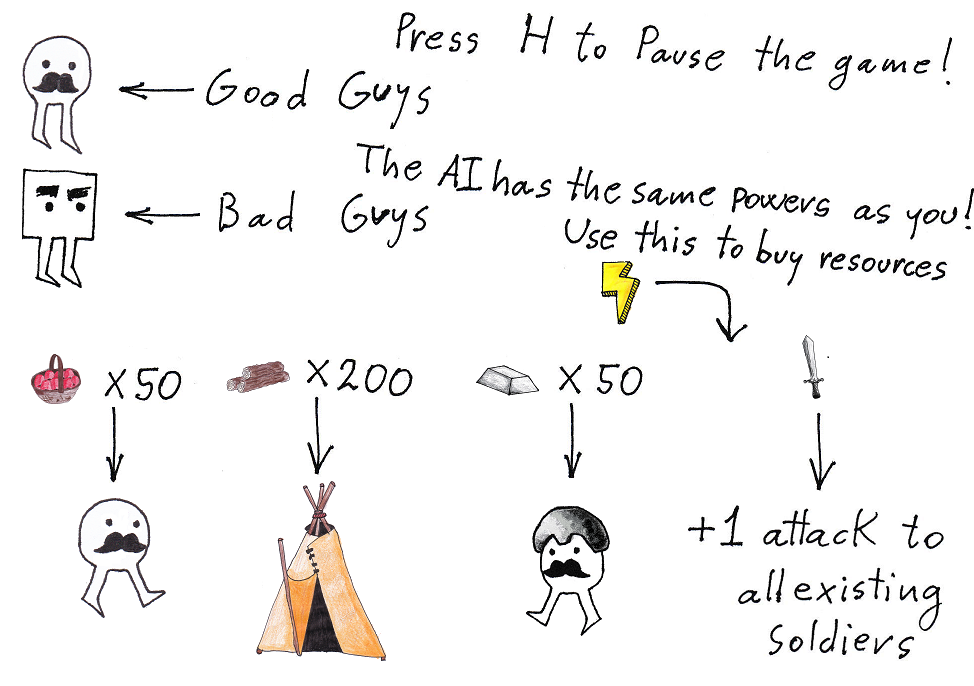 Press H to Pause the game!
Good Guys
The AI has the same powers as you!
Bad Guys
Use this to buy resources
x50
x200
x50
+1 attack to
all existing
soldiers